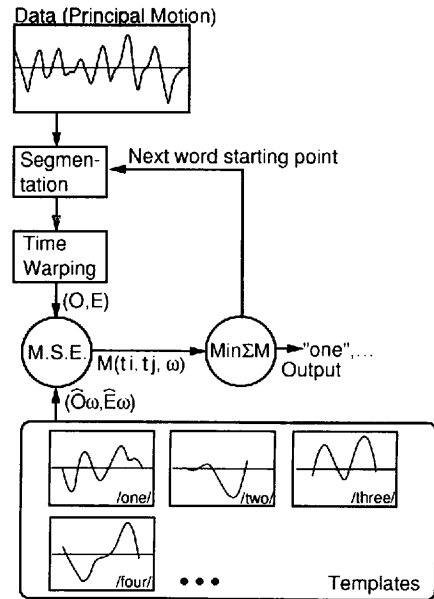 Data (Principal Motion)
Segmen-
tation
Next word starting point
Time
Warping
(O,E)
M.S.E.
M(ti.tj, ω)
MinΣM
"one",...
Output
(Ôω,Êω)
/one/
/two/
/three/
/four/
•••
Templates